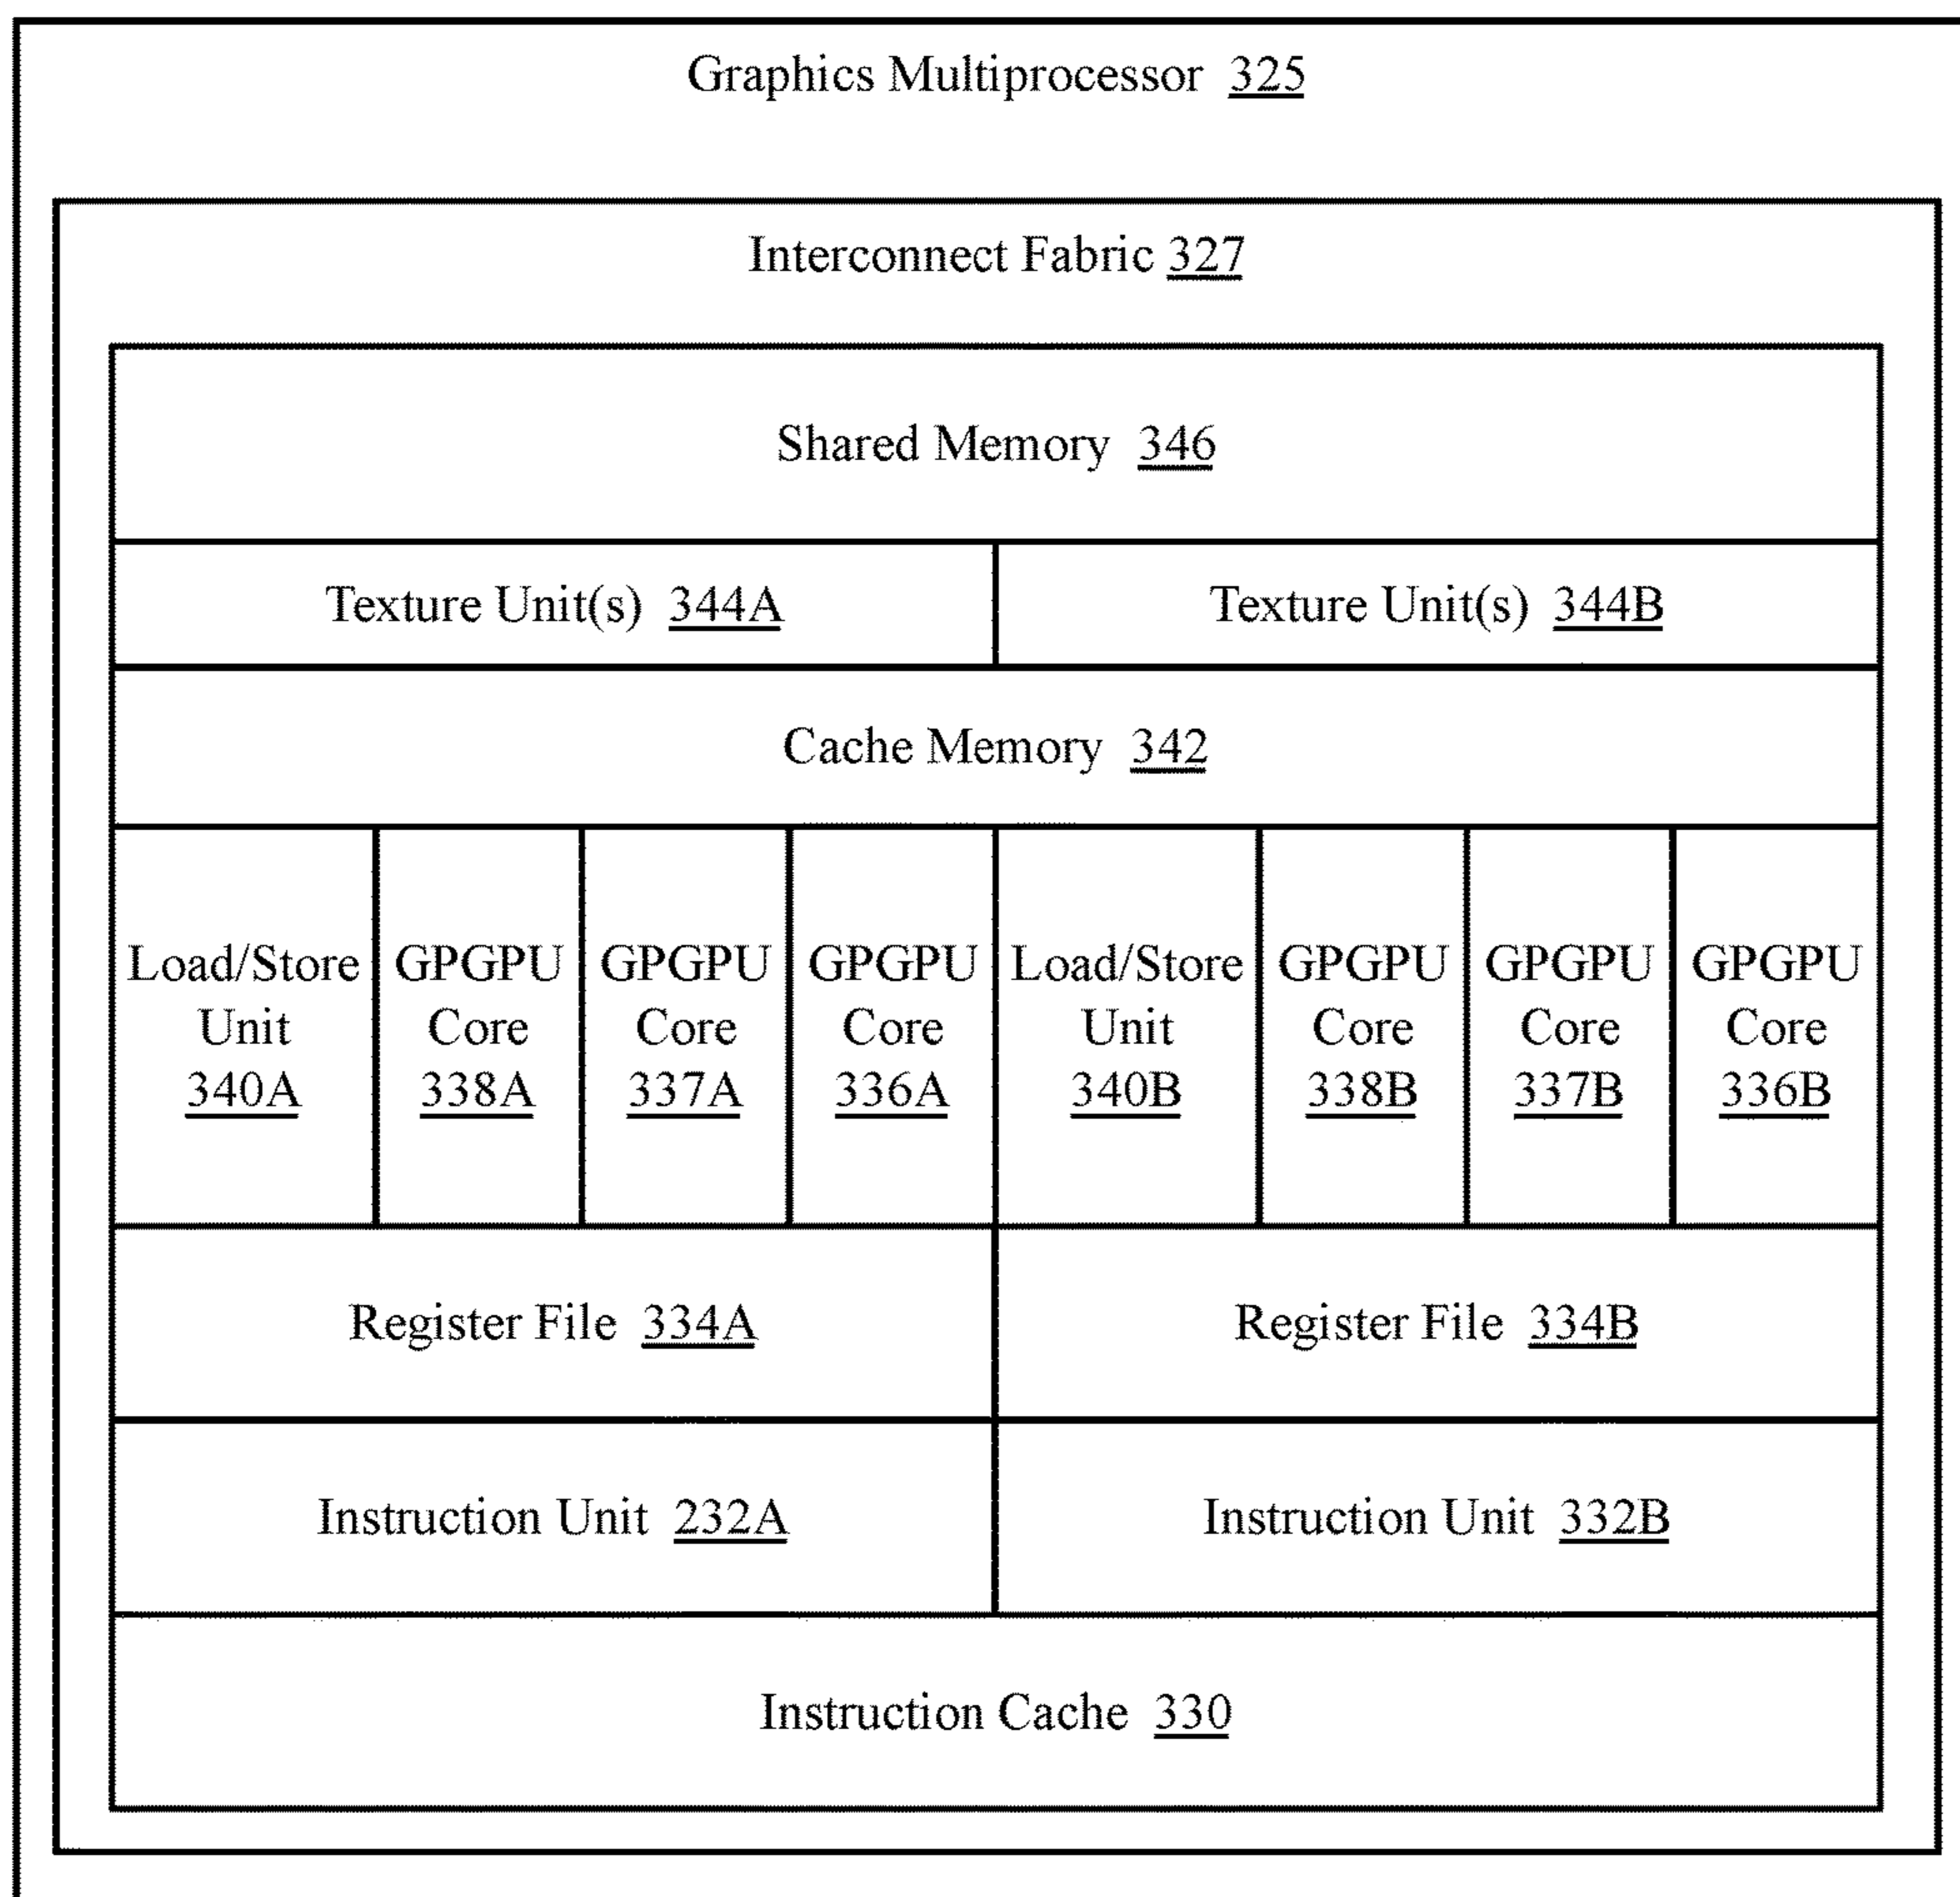 Graphics Multiprocessor 325
Interconnect Fabric 327
Shared Memory 346
Texture Unit(s) 344A
Texture Unit(s) 344B
Cache Memory 342
Load/Store
Unit
340A
GPGPU
Core
338A
GPGPU
Core
337A
GPGPU
Core
336A
Load/Store
Unit
340B
GPGPU
Core
338B
GPGPU
Core
337B
GPGPU
Core
336B
Register File 334A
Register File 334B
Instruction Unit 232A
Instruction Unit 332B
Instruction Cache 330